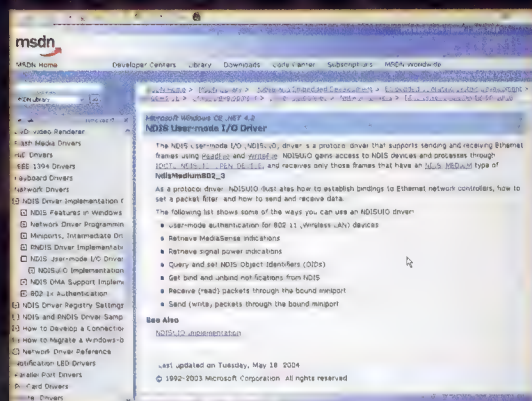 msdn
MSDN Home
Developer Centers Library Downloads Code Center Subscriptions MSDN Worldwide
Microsoft Windows CE .NET 4.2
NDIS User-mode I/O Driver
The NDIS user-mode I/O (NDISUIO) driver is a protocol driver that supports sending and receiving Ethernet
frames using ReadFile and WriteFile. NDISUIO gains access to NDIS devices and processes through
and receives only those frames that have an NDIS_MEDIUM type of
NdisMedium802_3
As a protocol driver NDISUIO illustrates how to establish bindings to Ethernet network controllers, how to
set a packet filter and how to send and receive data.
The following list shows some of the ways you can use an NDISUIO driver
User-mode authentication for 802 11 (Wireless LAN) devices
Retrieve MediaSense indications
Retrieve signal power indications
Query and set NDIS Object Identifiers (OIDs)
Get bind and unbind notifications from NDIS
Receive (read) packets through the bound miniport
Send (write) packets through the bound miniport
See Also
NDISUIO Implementation
Last updated on Tuesday, May 18 2004
© 1992-2003 Microsoft Corporation All rights reserved
Video Renderer
Flash Media Drivers
IEEE 1394 Drivers
Keyboard Drivers
Network Drivers
NDIS Driver Implementation
NDIS Features in Windows
Network Driver Programmin
Miniports, Intermediate Dri
RNDIS Driver Implementati
NDIS User-mode I/O Driver
NDISUIO Implementation
NDIS DMA Support Implem
802 1x Authentication
NDIS Driver Registry Settings
NDIS and RNDIS Driver Samp
How to Develop a Connection
How to Migrate a Windows-b
Network Driver Reference
Notification LED Drivers
Parallel Port Drivers
PC Card Drivers
Drivers